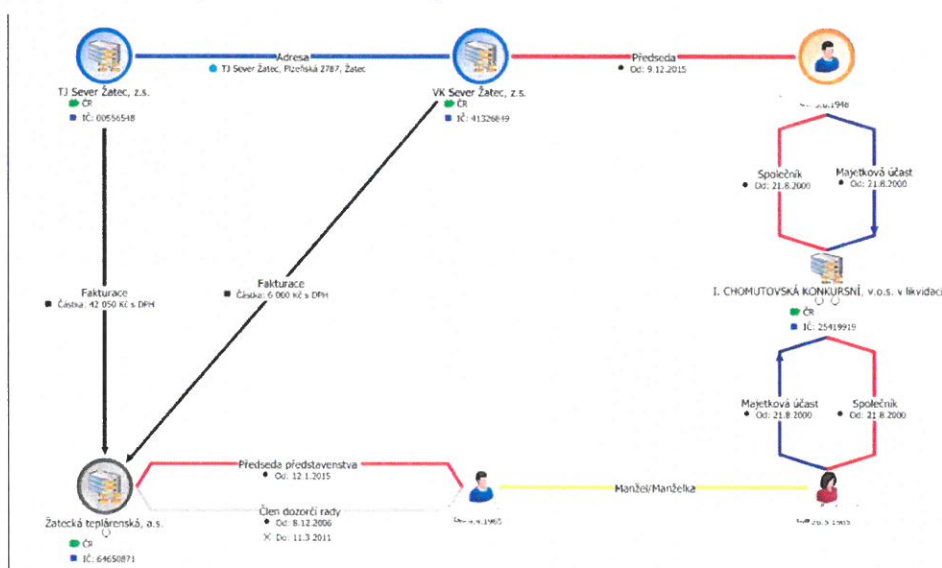 Adresa
TJ Sever Žatec, Plzeňská 2787, Žatec
Předseda
Od: 9.12.2015
TJ Sever Žatec, z.s.
ČR
IČ: 00556548
VK Sever Žatec, z.s.
ČR
IČ: 41326849
Společník
Od: 21.8.2000
Majetková účast
Od: 21.8.2000
Fakturace
Částka: 42 050 Kč s DPH
Fakturace
Částka: 6 000 Kč s DPH
I. CHOMUTOVSKÁ KONKURSNÍ, v.o.s. v likvidaci
ČR
IČ: 25419919
Majetková účast
Od: 21.8.2000
Společník
Od: 21.8.2000
Předseda představenstva
Od: 12.1.2015
Manžel/Manželka
Člen dozorčí rady
Od: 8.12.2006
Do: 11.3.2011
Žatecká teplárenská, a.s.
ČR
IČ: 64650871